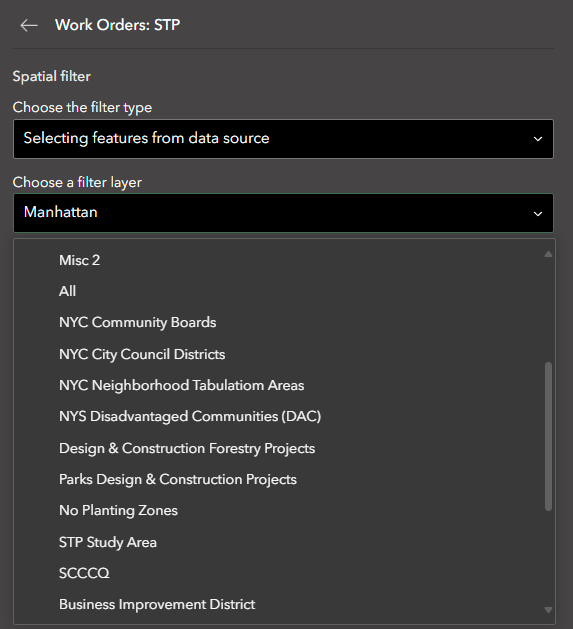 Work Orders: STP
Spatial filter
Choose the filter type
Selecting features from data source
Choose a filter layer
Manhattan
Misc 2
All
NYC Community Boards
NYC City Council Districts
NYC Neighborhood Tabulatiom Areas
NYS Disadvantaged Communities (DAC)
Design & Construction Forestry Projects
Parks Design & Construction Projects
No Planting Zones
STP Study Area
SCCCQ
Business Improvement District